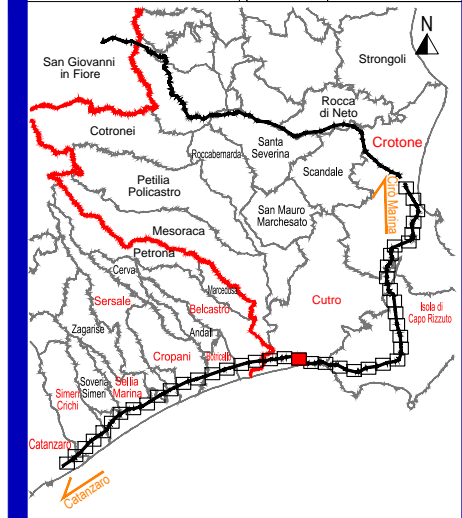 N
Strongoli
San Giovanni
in Fiore
Rocca
di Neto
Cotronei
Crotone
Santa
Severina
Roccabernarda
Scandale
Petilia
Policastro
Ciro Marina
San Mauro
Marchesato
Mesoraca
Petrona
Cerva
Marcedusa
Sersale
Belcastro
Cutro
Isola di
Capo Rizzuto
Zagarise
Andali
Cropani
Botricello
Soveria
Simeri
Sellia
Marina
Simeri
Crichi
Catanzaro
Catanzaro